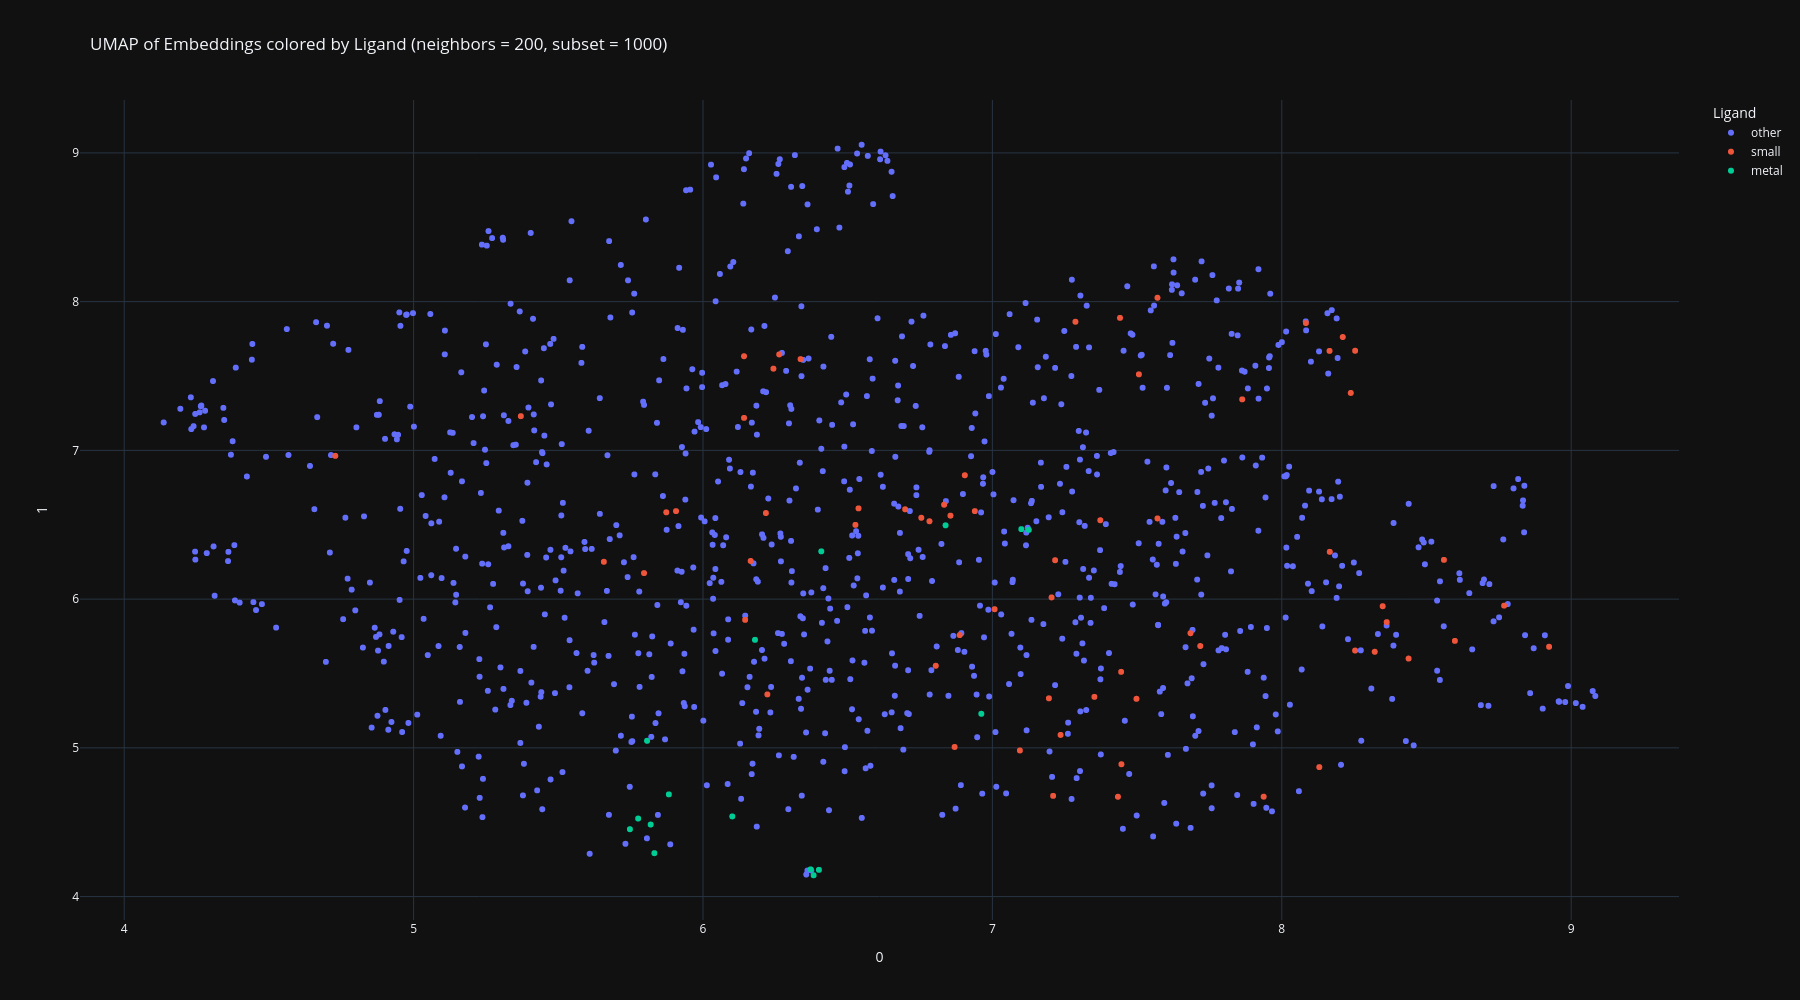 UMAP of Embeddings colored by Ligand (neighbors = 200, subset = 1000)
Ligand
other
small
metal
9
8
7
6
5
4
1
4
5
6
7
8
9
0